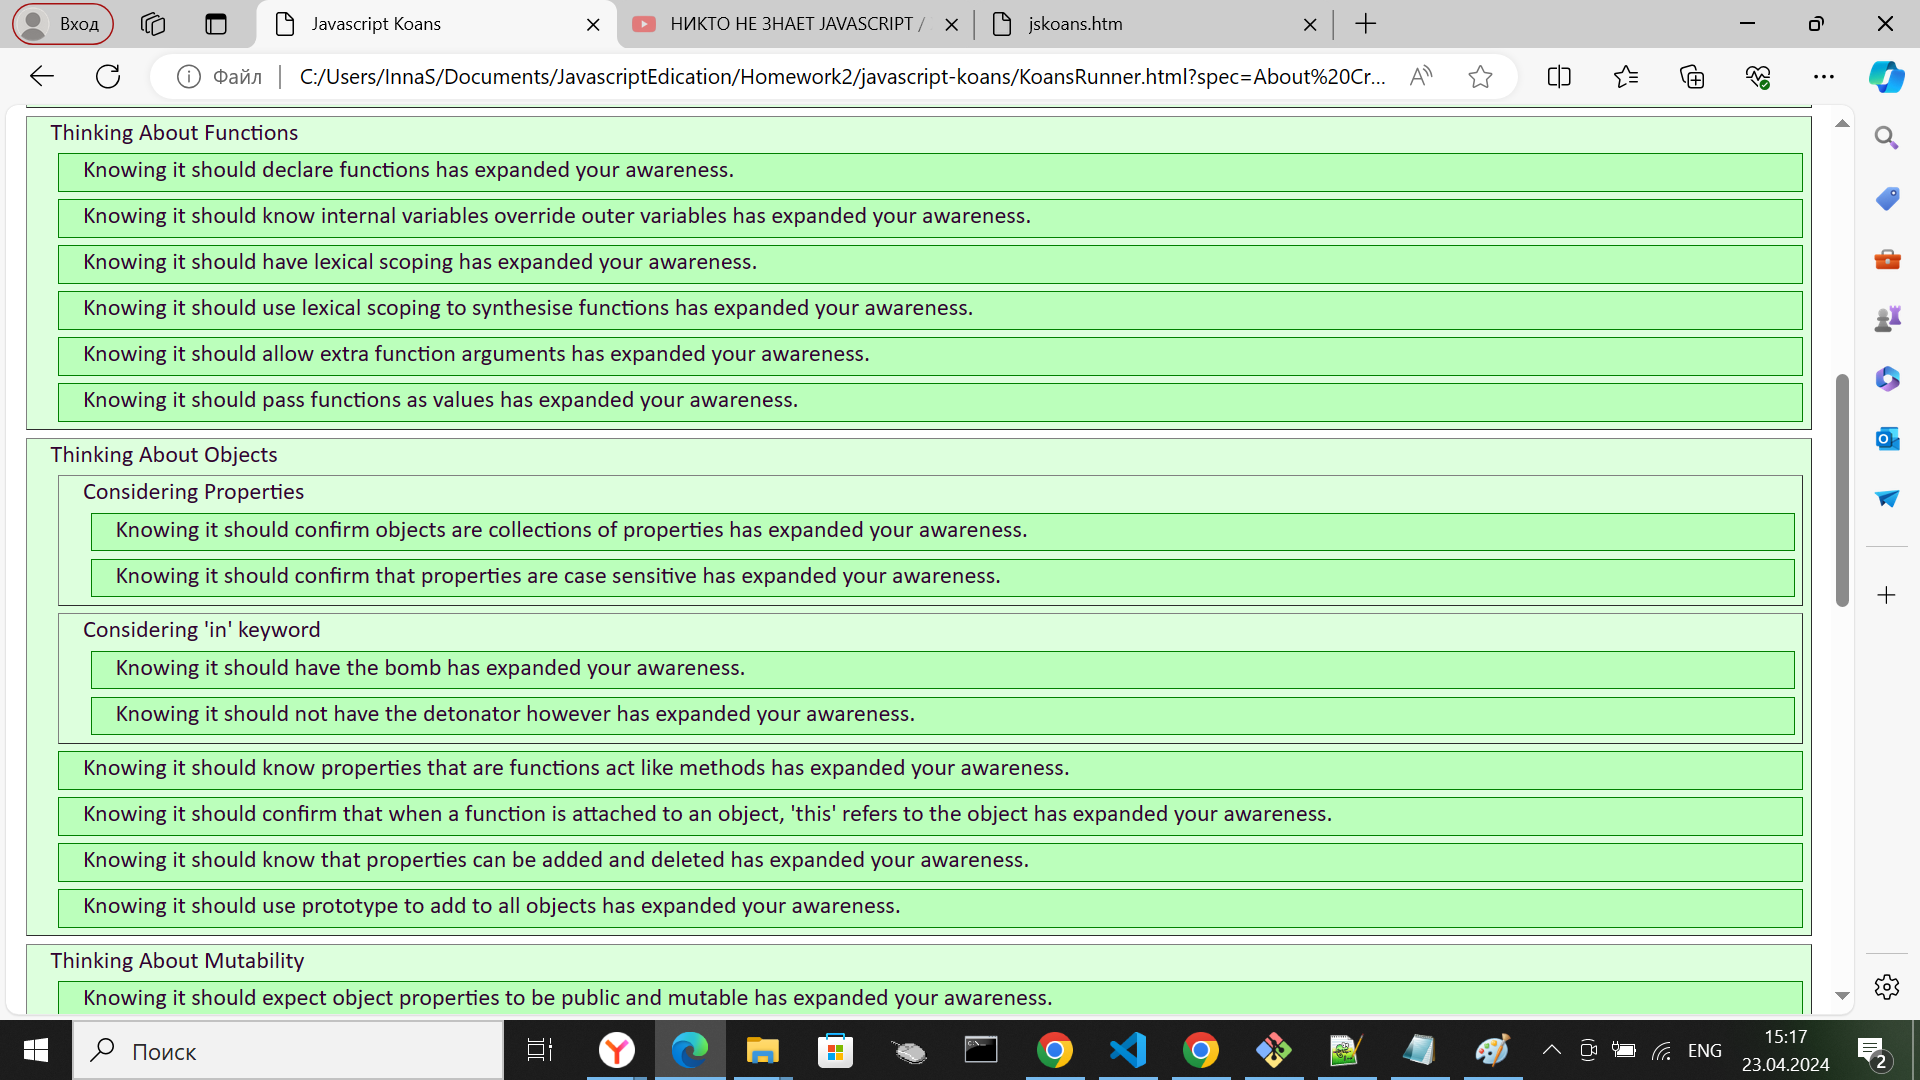 Вход
Javascript Koans
НИКТО НЕ ЗНАЕТ JAVASCRIPT /
jskoans.htm
Файл
C:/Users/InnaS/Documents/JavascriptEdication/Homework2/javascript-koans/KoansRunner.html?spec=About%20Cr...
Thinking About Functions
Knowing it should declare functions has expanded your awareness.
Knowing it should know internal variables override outer variables has expanded your awareness.
Knowing it should have lexical scoping has expanded your awareness.
Knowing it should use lexical scoping to synthesise functions has expanded your awareness.
Knowing it should allow extra function arguments has expanded your awareness.
Knowing it should pass functions as values has expanded your awareness.
Thinking About Objects
Considering Properties
Knowing it should confirm objects are collections of properties has expanded your awareness.
Knowing it should confirm that properties are case sensitive has expanded your awareness.
Considering 'in' keyword
Knowing it should have the bomb has expanded your awareness.
Knowing it should not have the detonator however has expanded your awareness.
Knowing it should know properties that are functions act like methods has expanded your awareness.
Knowing it should confirm that when a function is attached to an object, 'this' refers to the object has expanded your awareness.
Knowing it should know that properties can be added and deleted has expanded your awareness.
Knowing it should use prototype to add to all objects has expanded your awareness.
Thinking About Mutability
Knowing it should expect object properties to be public and mutable has expanded your awareness.
Поиск
ENG
15:17
23.04.2024
2